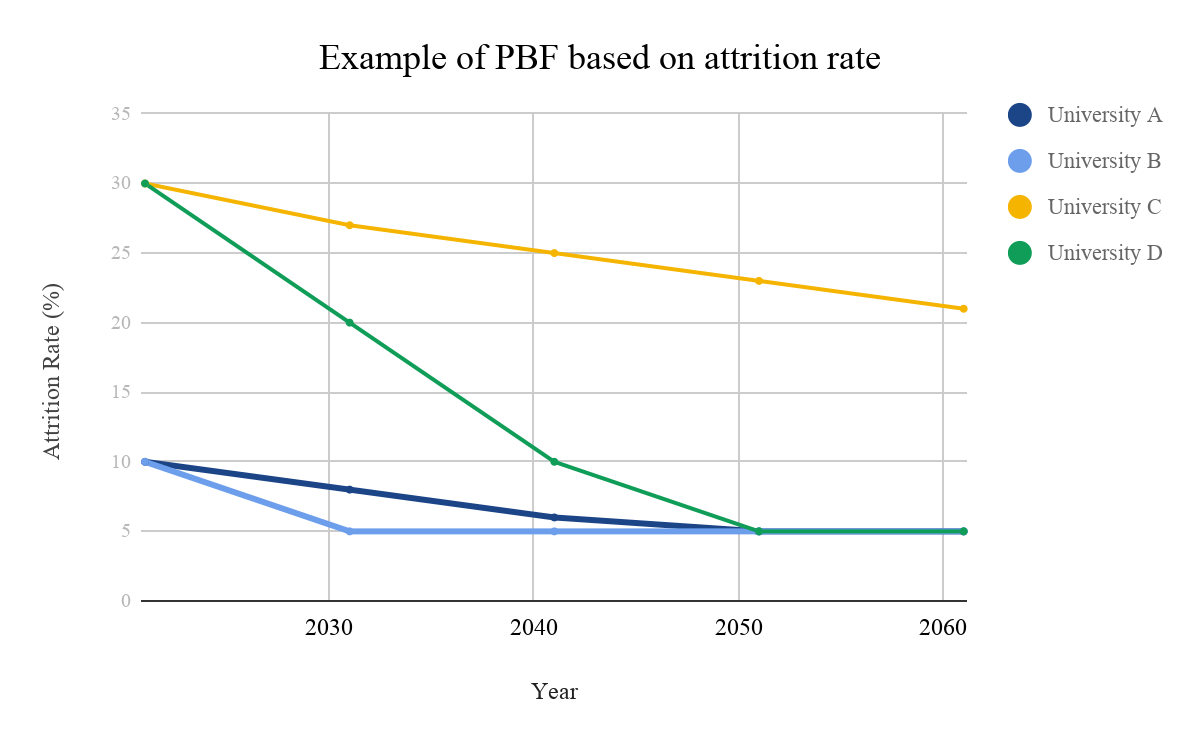 Example of PBF based on attrition rate
35
30
25
20
15
10
5
0
Attrition Rate (%)
2030
2040
2050
2060
Year
University A
University B
University C
University D